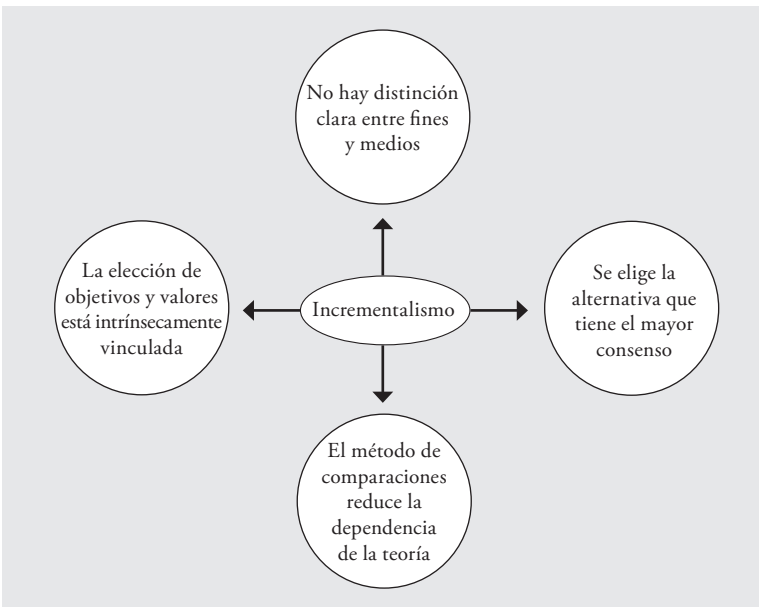 No hay distinción
clara entre fines
y medios
La elección de
objetivos y valores
está intrínsecamente
vinculada
Incrementalismo
Se elige la
alternativa que
tiene el mayor
consenso
El método de
comparaciones
reduce la
dependencia
de la teoría